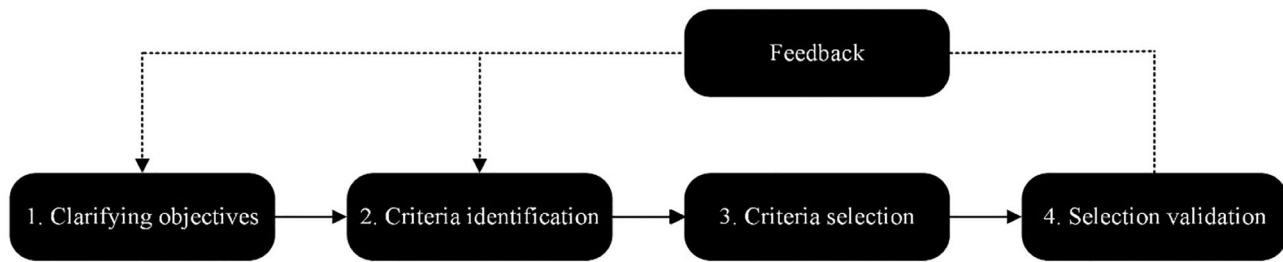 Feedback
1. Clarifying objectives
2. Criteria identification
3. Criteria selection
4. Selection validation